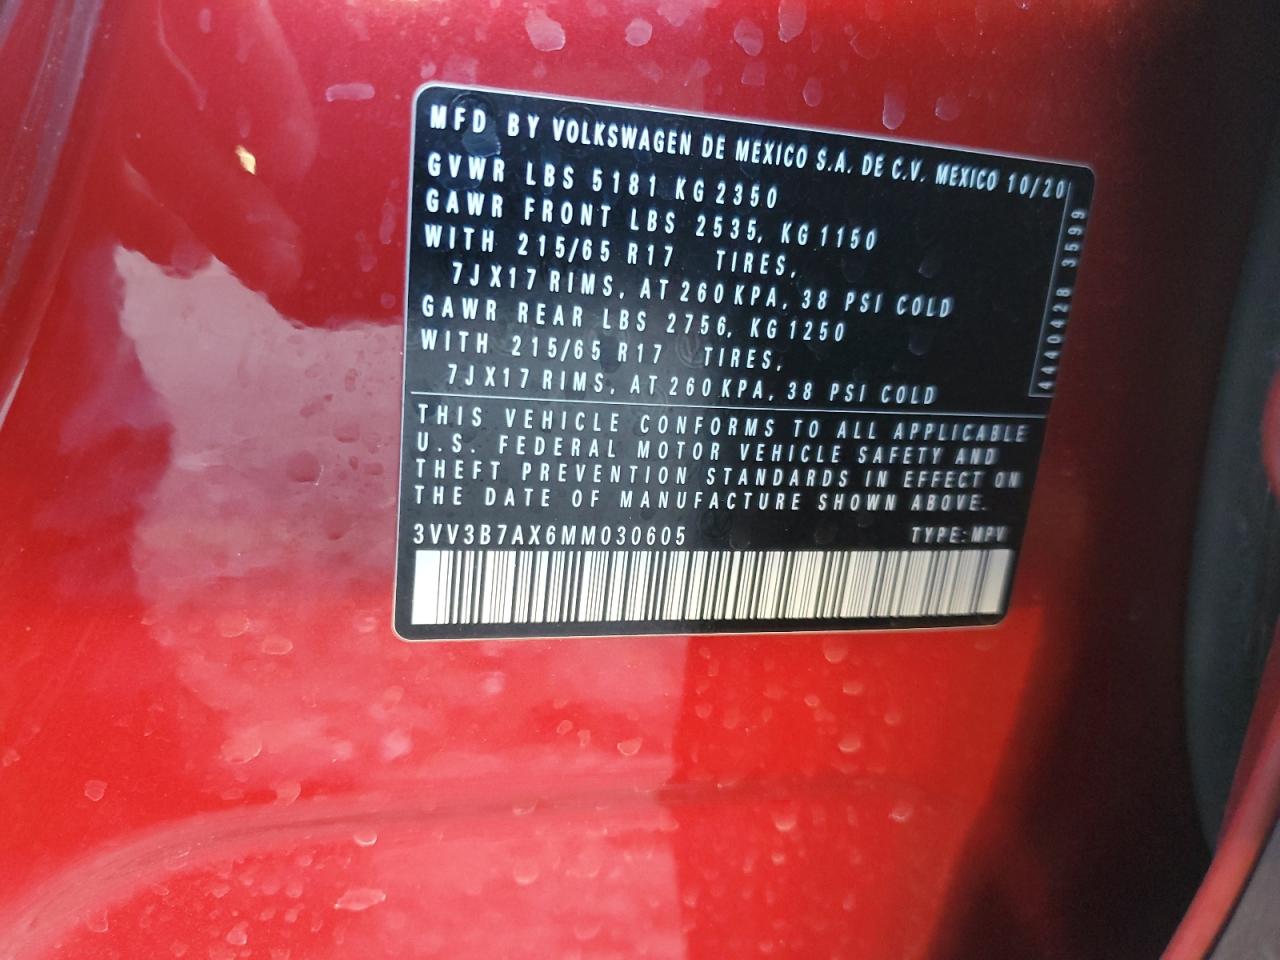 MFD BY VOLKSWAGEN DE MEXICO S.A. DE C.V. MEXICO 10/20
GVWR LBS 5181 KG 2350
GAWR FRONT LBS 2535, KG 1150
WITH 215/65 R17 TIRES,
7JX17 RIMS, AT 260 KPA, 38 PSI COLD
GAWR REAR LBS 2756, KG 1250
WITH 215/65 R17 TIRES,
7JX17 RIMS, AT 260 KPA, 38 PSI COLD
4440428 3599
THIS VEHICLE CONFORMS TO ALL APPLICABLE
U.S. FEDERAL MOTOR VEHICLE SAFETY AND
THEFT PREVENTION STANDARDS IN EFFECT ON
THE DATE OF MANUFACTURE SHOWN ABOVE.
3VV3B7AX6MM030605 TYPE: MPV